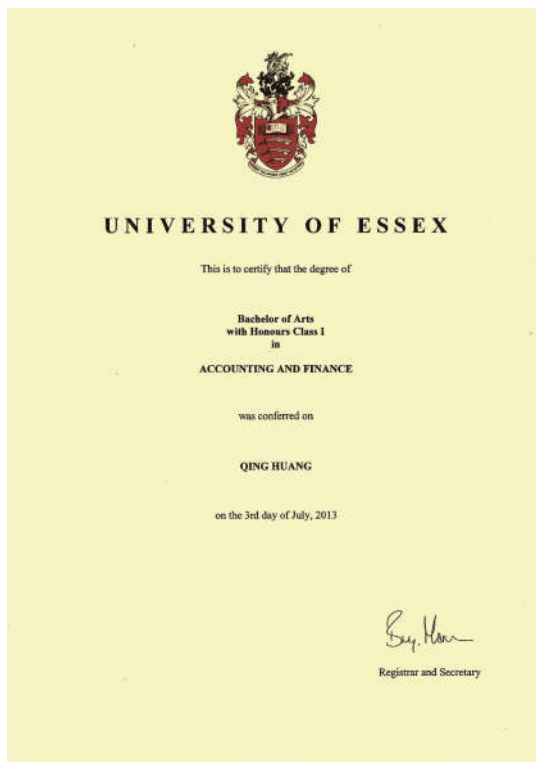 UNIVERSITY OF ESSEX
This is to certify that the degree of
Bachelor of Arts
with Honours Class I
in
ACCOUNTING AND FINANCE
was conferred on
QING HUANG
on the 3rd day of July, 2013
Registrar and Secretary